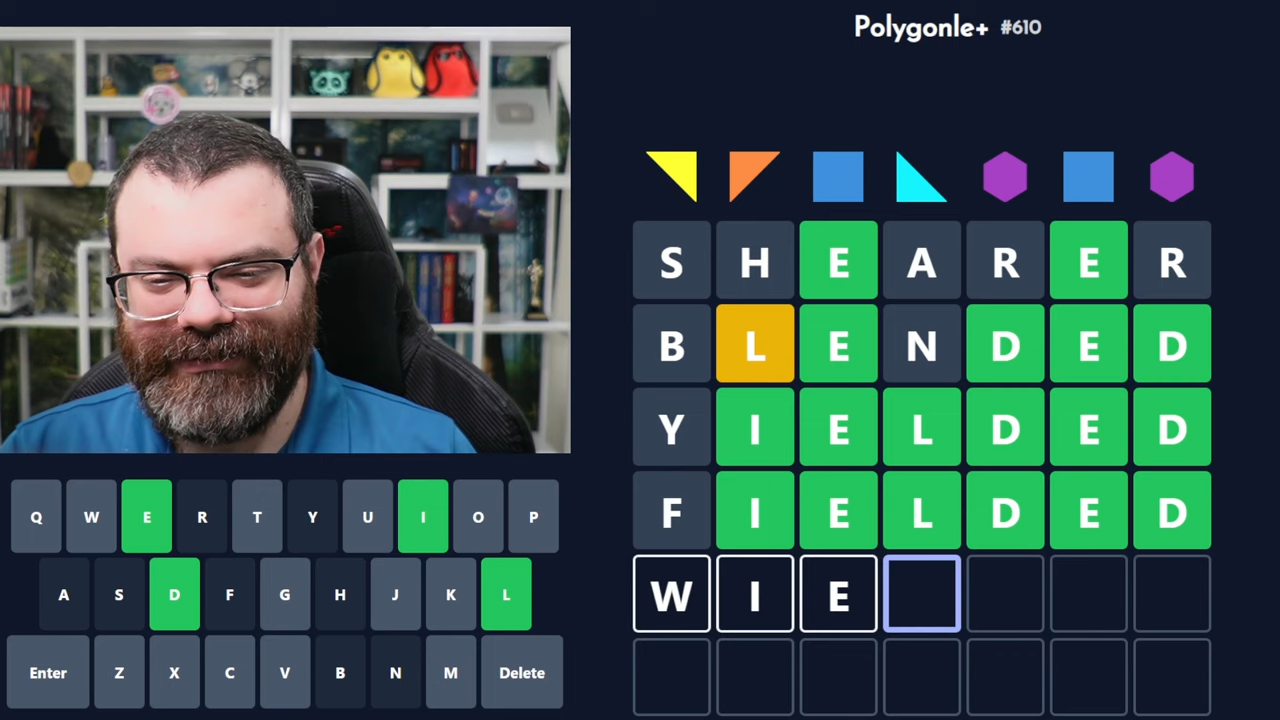 Polygonle+ #610
S H E A R E R
B L E N D E D
Y I E L D E D
F I E L D E D
W I E
Q W E R T Y U I O P
A S D F G H J K L
Enter Z X C V B N M Delete